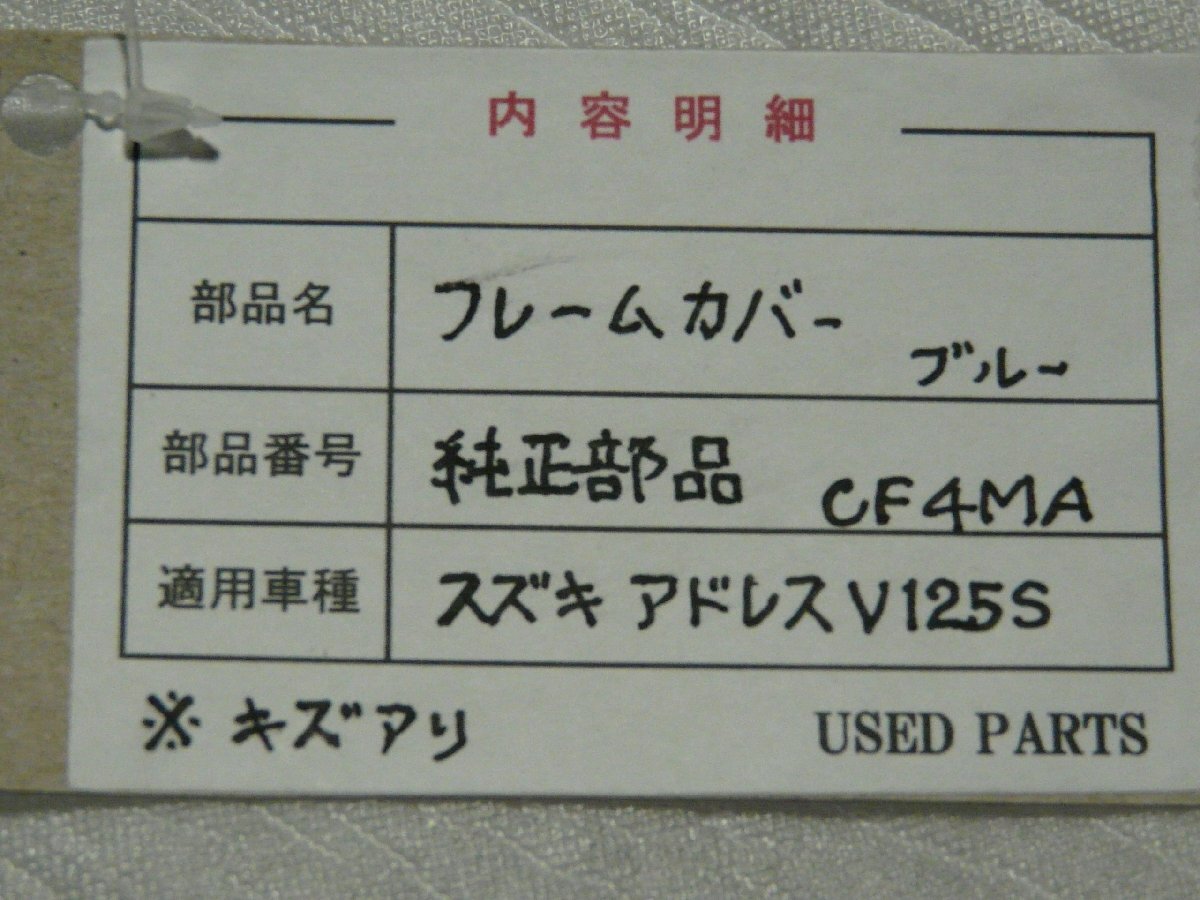 内容明細
部品名 フレームカバー
ブルー
部品番号 純正部品 CF4MA
適用車種 スズキ アドレスV125S
※ キズアリ USED PARTS